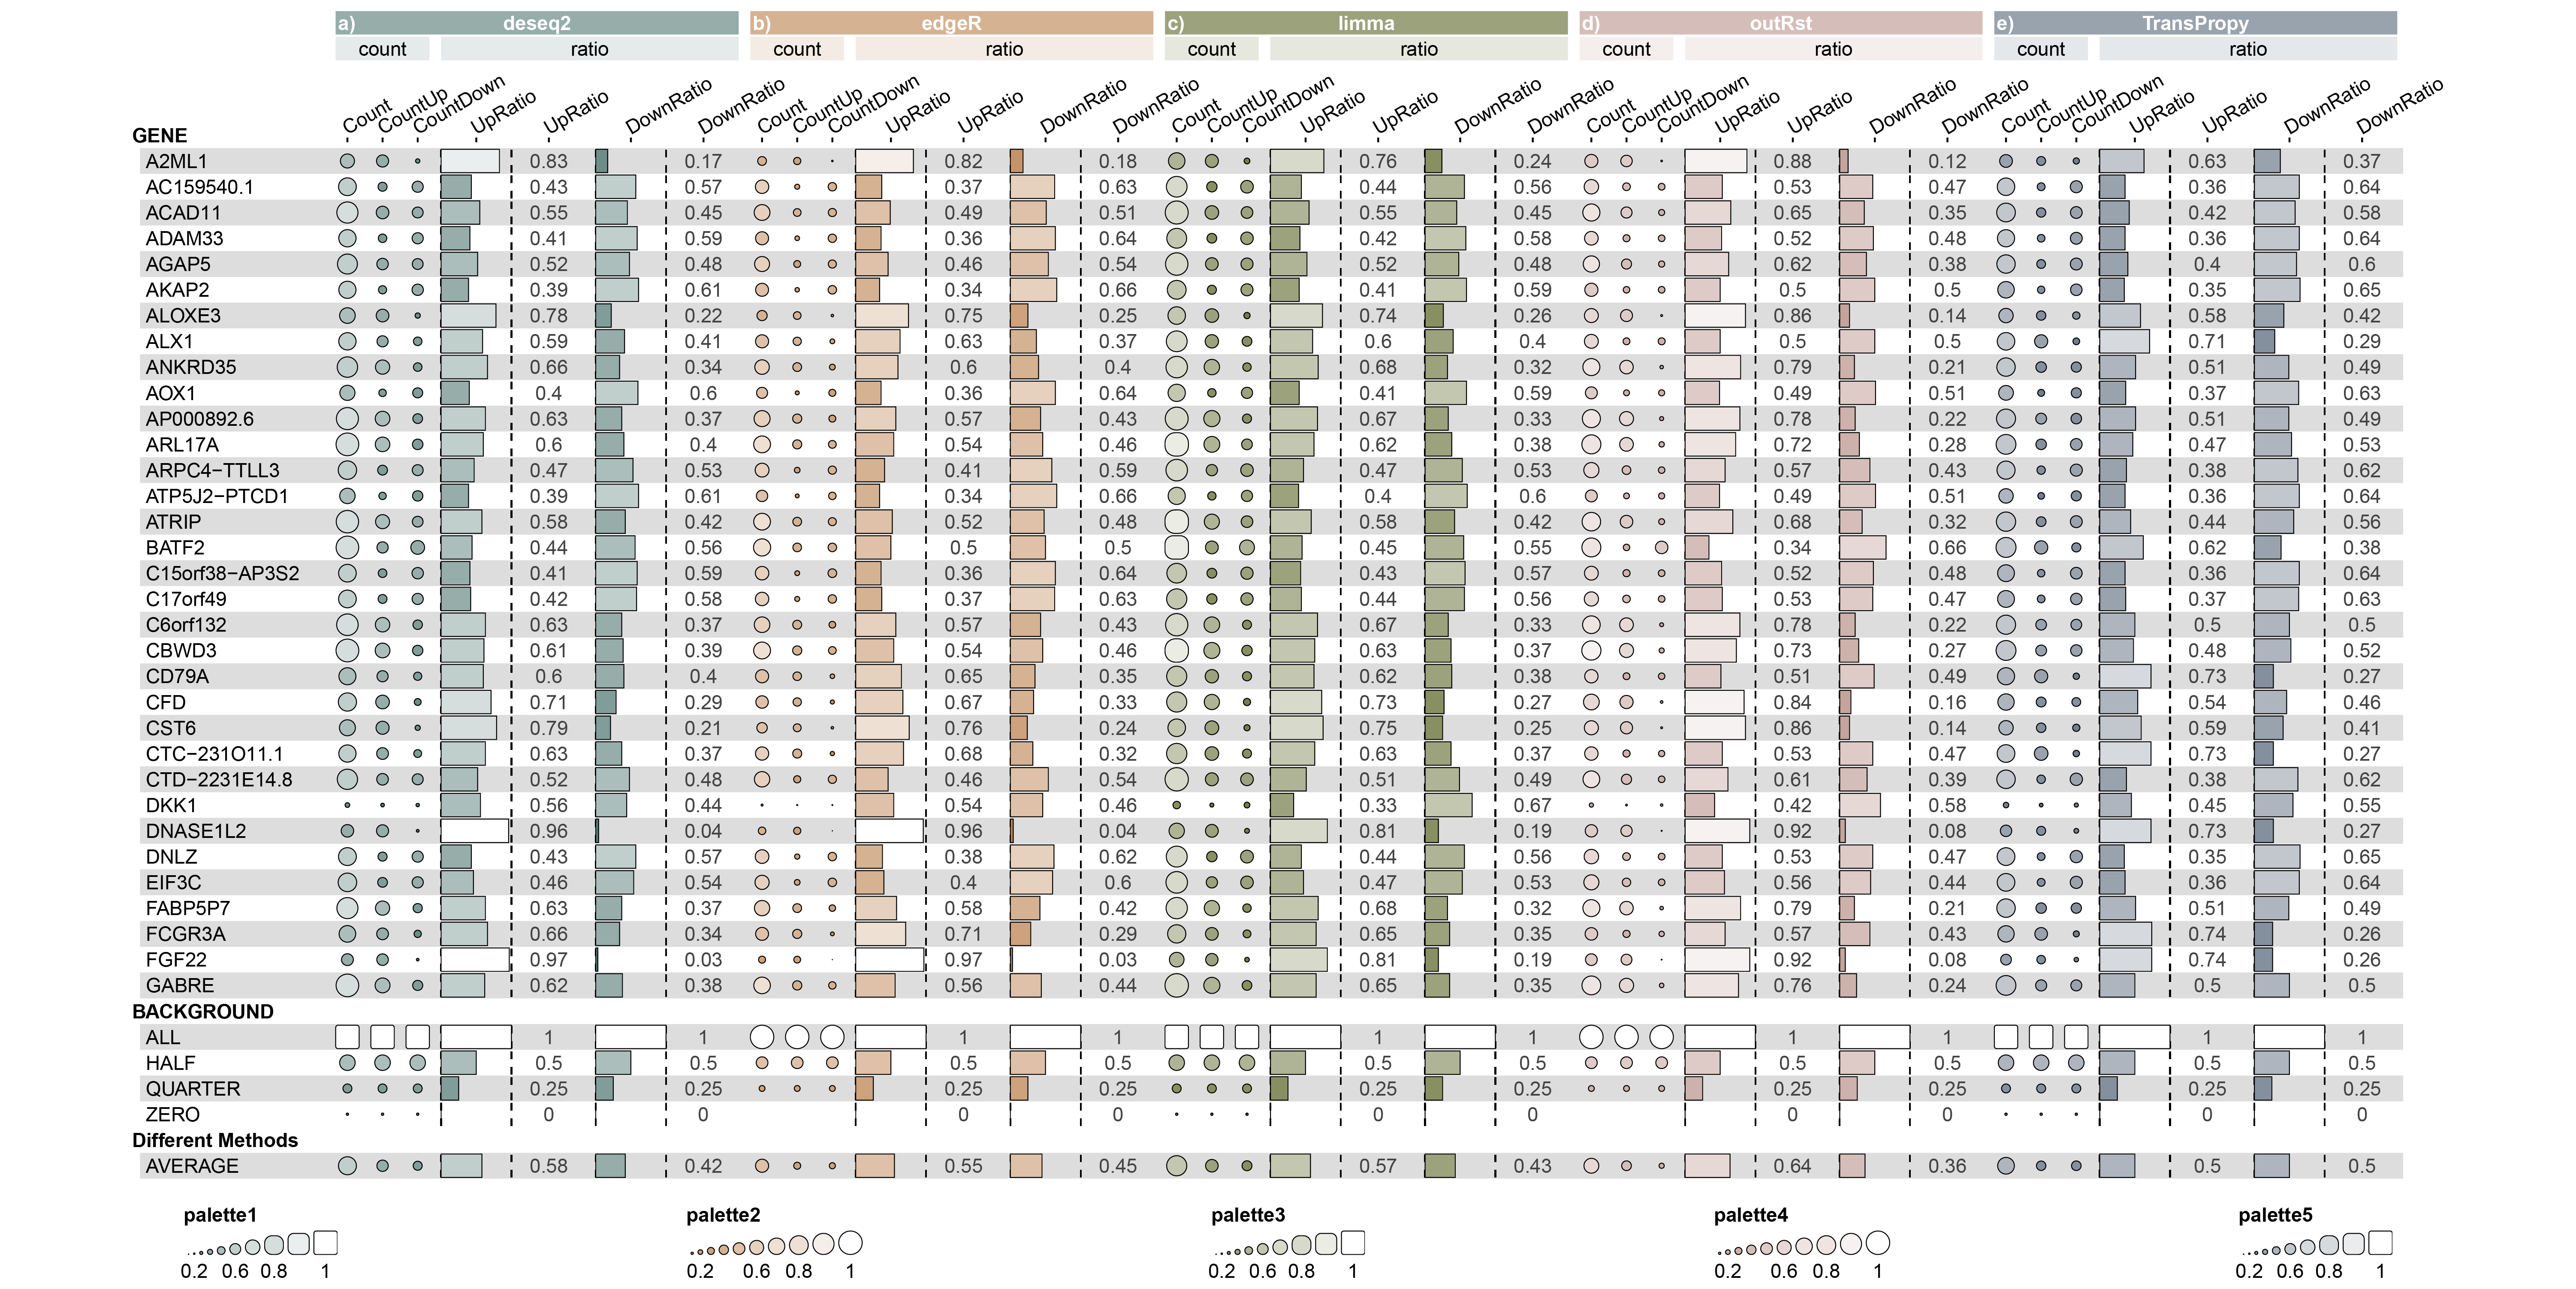 a) deseq2 b) edgeR c) limma d) outRst e) TransPropy
count ratio count ratio count ratio count ratio count ratio
Count CountUp CountDown UpRatio UpRatio DownRatio DownRatio Count CountUp CountDown UpRatio UpRatio DownRatio DownRatio Count CountUp CountDown UpRatio UpRatio DownRatio DownRatio Count CountUp CountDown UpRatio UpRatio DownRatio DownRatio Count CountUp CountDown UpRatio UpRatio DownRatio DownRatio
GENE
A2ML1 0.83 0.17 0.82 0.18 0.76 0.24 0.88 0.12 0.63 0.37
AC159540.1 0.43 0.57 0.37 0.63 0.44 0.56 0.53 0.47 0.36 0.64
ACAD11 0.55 0.45 0.49 0.51 0.55 0.45 0.65 0.35 0.42 0.58
ADAM33 0.41 0.59 0.36 0.64 0.42 0.58 0.52 0.48 0.36 0.64
AGAP5 0.52 0.48 0.46 0.54 0.52 0.48 0.62 0.38 0.4 0.6
AKAP2 0.39 0.61 0.34 0.66 0.41 0.59 0.5 0.5 0.35 0.65
ALOXE3 0.78 0.22 0.75 0.25 0.74 0.26 0.86 0.14 0.58 0.42
ALX1 0.59 0.41 0.63 0.37 0.6 0.4 0.5 0.5 0.71 0.29
ANKRD35 0.66 0.34 0.6 0.4 0.68 0.32 0.79 0.21 0.51 0.49
AOX1 0.4 0.6 0.36 0.64 0.41 0.59 0.49 0.51 0.37 0.63
AP000892.6 0.63 0.37 0.57 0.43 0.67 0.33 0.78 0.22 0.51 0.49
ARL17A 0.6 0.4 0.54 0.46 0.62 0.38 0.72 0.28 0.47 0.53
ARPC4−TTLL3 0.47 0.53 0.41 0.59 0.47 0.53 0.57 0.43 0.38 0.62
ATP5J2−PTCD1 0.39 0.61 0.34 0.66 0.4 0.6 0.49 0.51 0.36 0.64
ATRIP 0.58 0.42 0.52 0.48 0.58 0.42 0.68 0.32 0.44 0.56
BATF2 0.44 0.56 0.5 0.5 0.45 0.55 0.34 0.66 0.62 0.38
C15orf38−AP3S2 0.41 0.59 0.36 0.64 0.43 0.57 0.52 0.48 0.36 0.64
C17orf49 0.42 0.58 0.37 0.63 0.44 0.56 0.53 0.47 0.37 0.63
C6orf132 0.63 0.37 0.57 0.43 0.67 0.33 0.78 0.22 0.5 0.5
CBWD3 0.61 0.39 0.54 0.46 0.63 0.37 0.73 0.27 0.48 0.52
CD79A 0.6 0.4 0.65 0.35 0.62 0.38 0.51 0.49 0.73 0.27
CFD 0.71 0.29 0.67 0.33 0.73 0.27 0.84 0.16 0.54 0.46
CST6 0.79 0.21 0.76 0.24 0.75 0.25 0.86 0.14 0.59 0.41
CTC−231O11.1 0.63 0.37 0.68 0.32 0.63 0.37 0.53 0.47 0.73 0.27
CTD−2231E14.8 0.52 0.48 0.46 0.54 0.51 0.49 0.61 0.39 0.38 0.62
DKK1 0.56 0.44 0.54 0.46 0.33 0.67 0.42 0.58 0.45 0.55
DNASE1L2 0.96 0.04 0.96 0.04 0.81 0.19 0.92 0.08 0.73 0.27
DNLZ 0.43 0.57 0.38 0.62 0.44 0.56 0.53 0.47 0.35 0.65
EIF3C 0.46 0.54 0.4 0.6 0.47 0.53 0.56 0.44 0.36 0.64
FABP5P7 0.63 0.37 0.58 0.42 0.68 0.32 0.79 0.21 0.51 0.49
FCGR3A 0.66 0.34 0.71 0.29 0.65 0.35 0.57 0.43 0.74 0.26
FGF22 0.97 0.03 0.97 0.03 0.81 0.19 0.92 0.08 0.74 0.26
GABRE 0.62 0.38 0.56 0.44 0.65 0.35 0.76 0.24 0.5 0.5
BACKGROUND
ALL 1 1 1 1 1 1 1 1 1 1
HALF 0.5 0.5 0.5 0.5 0.5 0.5 0.5 0.5 0.5 0.5
QUARTER 0.25 0.25 0.25 0.25 0.25 0.25 0.25 0.25 0.25 0.25
ZERO 0 0 0 0 0 0 0 0 0 0
Different Methods
AVERAGE 0.58 0.42 0.55 0.45 0.57 0.43 0.64 0.36 0.5 0.5
palette1 palette2 palette3 palette4 palette5
0.2 0.6 0.8 1 0.2 0.6 0.8 1 0.2 0.6 0.8 1 0.2 0.6 0.8 1 0.2 0.6 0.8 1